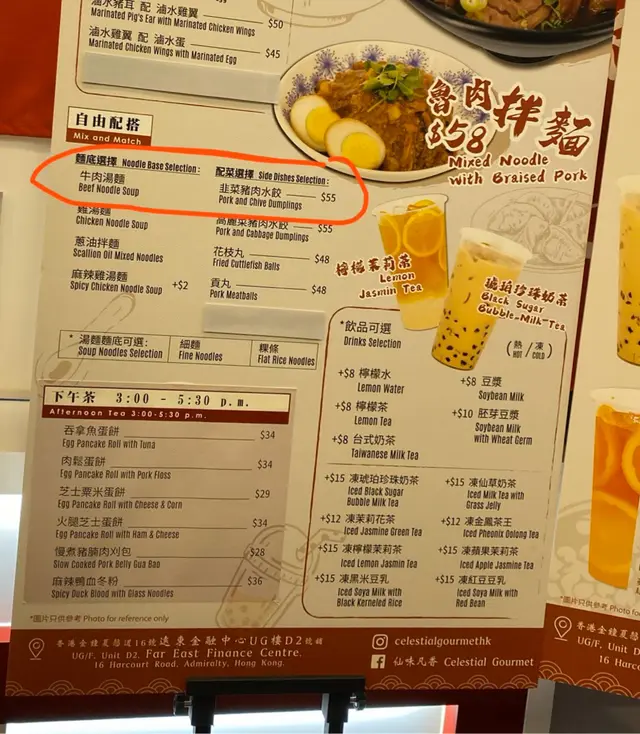 滷水豬耳 配 滷水雞翼
Marinated Pig's Ear with Marinated Chicken Wings $50
滷水雞翼 配 滷水蛋
Marinated Chicken Wings with Marinated Egg $45
魯肉拌麵
$58
Mixed Noodle
with Braised Pork
自由配搭
Mix and Match
麵底選擇 Noodle Base Selection :
牛肉湯麵
Beef Noodle Soup
雞湯麵
Chicken Noodle Soup
蔥油拌麵
Scallion Oil Mixed Noodles
麻辣雞湯麵
Spicy Chicken Noodle Soup +$2
配菜選擇 Side Dishes Selection :
韭菜豬肉水餃 $55
Pork and Chive Dumplings
高麗菜豬肉水餃 $55
Pork and Cabbage Dumplings
花枝丸 $48
Fried Cuttlefish Balls
貢丸 $48
Pork Meatballs
* 湯麵麵底可選:
Soup Noodles Selection
細麵
Fine Noodles
粿條
Flat Rice Noodles
檸檬茉莉茶
Lemon
Jasmin Tea
琥珀珍珠奶茶
Black Sugar
Bubble Milk Tea
*飲品可選
Drinks Selection
(熱 / 凍)
HOT / COLD
+$8 檸檬水
Lemon Water
+$8 檸檬茶
Lemon Tea
+$8 台式奶茶
Taiwanese Milk Tea
+$8 豆漿
Soybean Milk
+$10 胚芽豆漿
Soybean Milk
with Wheat Germ
+$15 凍琥珀珍珠奶茶
Iced Black Sugar
Bubble Milk Tea
+$12 凍茉莉花茶
Iced Jasmine Green Tea
+$15 凍檸檬茉莉茶
Iced Lemon Jasmin Tea
+$15 凍黑米豆乳
Iced Soya Milk with
Black Kerneled Rice
+$15 凍仙草奶茶
Iced Milk Tea with
Grass Jelly
+$12 凍金鳳茶王
Iced Pheonix Oolong Tea
+$15 凍蘋果茉莉茶
Iced Apple Jasmine Tea
+$15 凍紅豆豆乳
Iced Soya Milk with
Red Bean
下午茶 3:00 - 5:30 p.m.
Afternoon Tea 3:00-5:30 p.m.
吞拿魚蛋餅 $34
Egg Pancake Roll with Tuna
肉鬆蛋餅 $34
Egg Pancake Roll with Pork Floss
芝士粟米蛋餅 $29
Egg Pancake Roll with Cheese & Corn
火腿芝士蛋餅 $34
Egg Pancake Roll with Ham & Cheese
慢煮豬腩肉刈包 $28
Slow Cooked Pork Belly Gua Bao
麻辣鴨血冬粉 $36
Spicy Duck Blood with Glass Noodles
*圖片只供參考 Photo for reference only
香港金鐘夏慤道16號遠東金融中心UG樓D2號舖
UG/F, Unit D2, Far East Finance Centre,
16 Harcourt Road, Admiralty, Hong Kong.
celestialgourmethk
仙味凡香 Celestial Gourmet
*圖片只供參考 Photo
香港金鐘夏
UG/F, Unit D
16 Ha